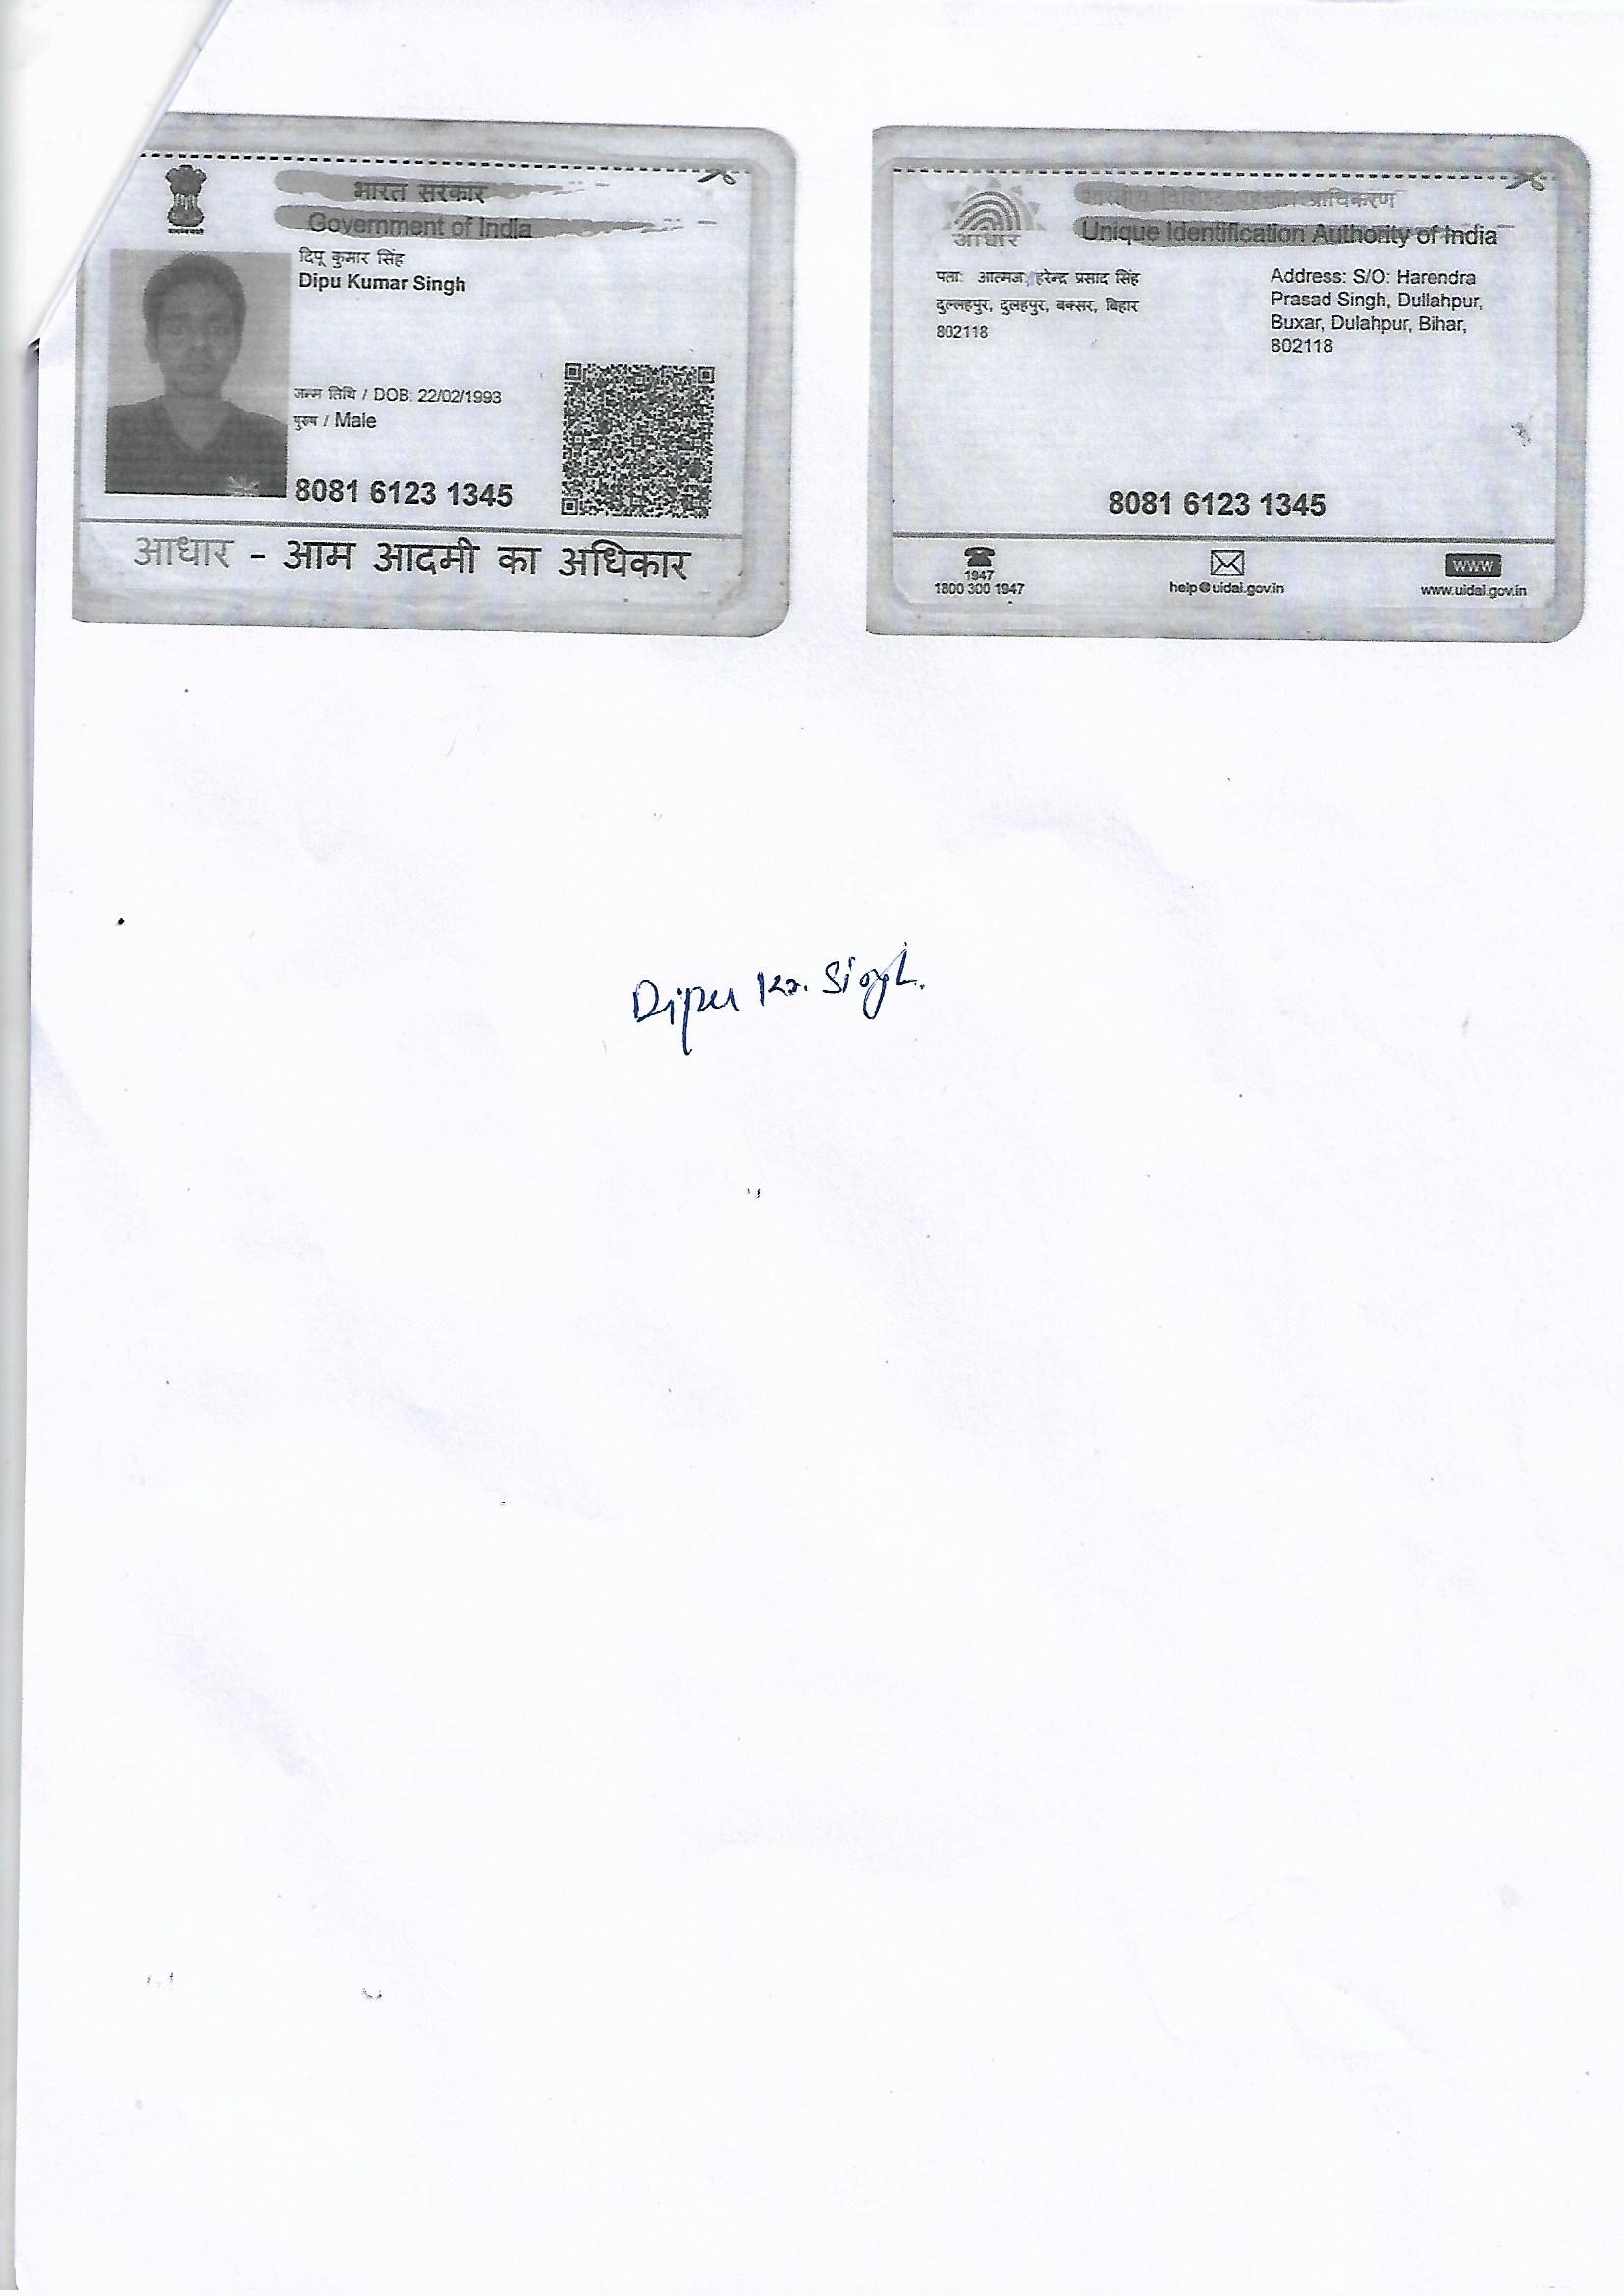 भारत सरकार
Government of India
दिपू कुमार सिंह
Dipu Kumar Singh
जन्म तिथि / DOB: 22/02/1993
पुरुष / Male
8081 6123 1345
आधार - आम आदमी का अधिकार
आधार
भारतीय विशिष्ट पहचान प्राधिकरण
Unique Identification Authority of India
पता: आत्मज: हरेन्द्र प्रसाद सिंह
दुल्लहपुर, दुलहपुर, बक्सर, बिहार
802118
Address: S/O: Harendra
Prasad Singh, Dullahpur,
Buxar, Dulahpur, Bihar,
802118
8081 6123 1345
1947
1800 300 1947
help@uidai.gov.in
www
www.uidai.gov.in
Dipu Kr. Singh.